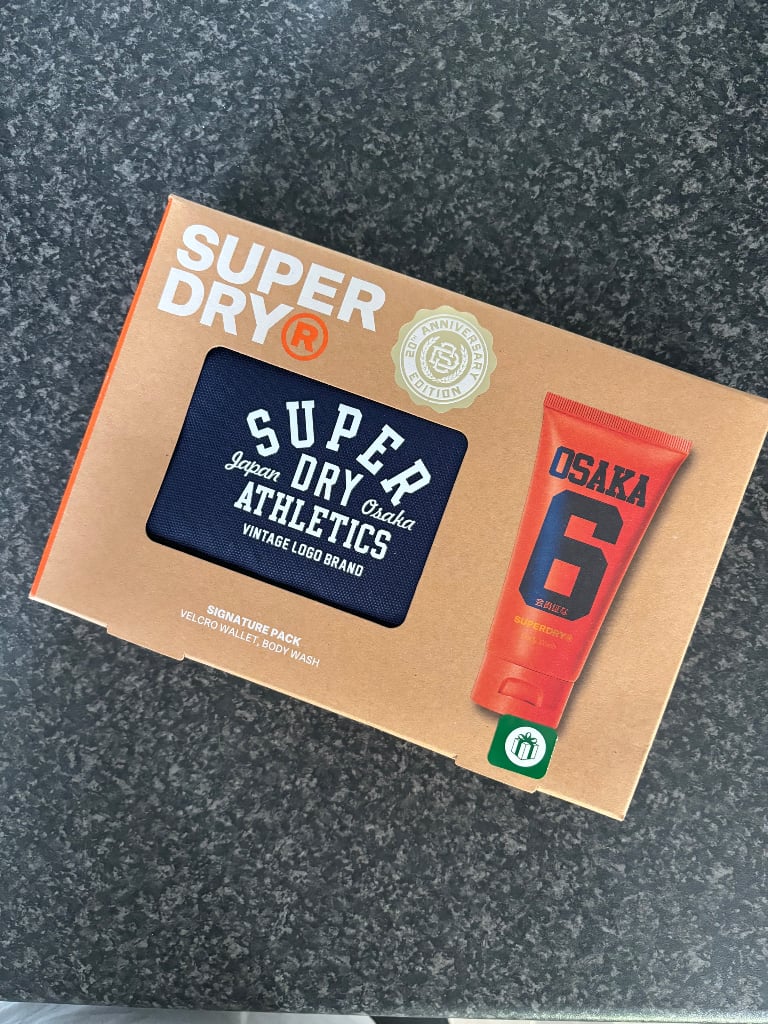 SUPER
DRY®
20TH ANNIVERSARY
EDITION
SUPER
Japan DRY Osaka
ATHLETICS
VINTAGE LOGO BRAND
SIGNATURE PACK
VELCRO WALLET, BODY WASH
OSAKA
6
SUPERDRY®